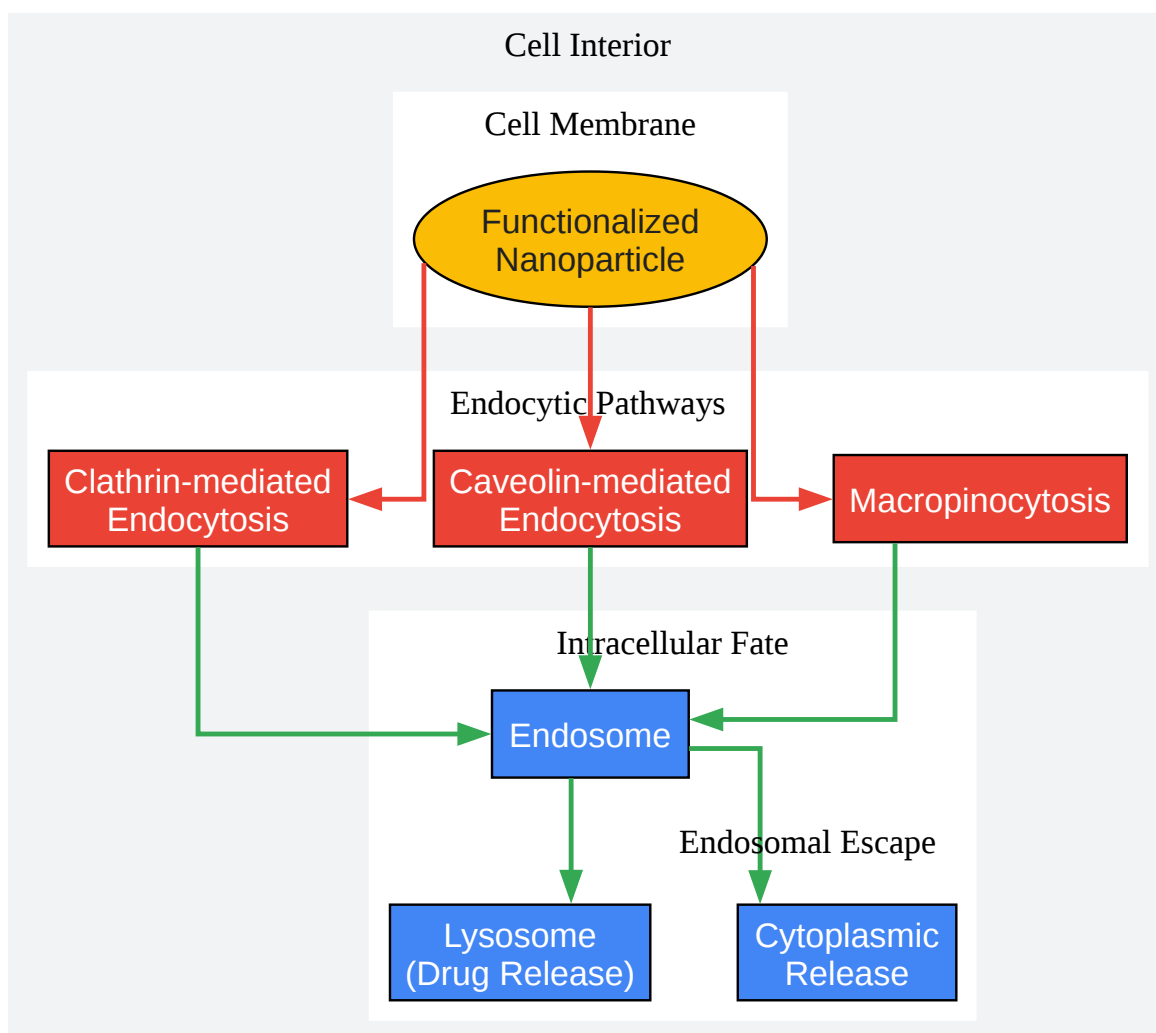 Cell Interior
Cell Membrane
Functionalized
Nanoparticle
Endocytic Pathways
Clathrin-mediated
Endocytosis
Caveolin-mediated
Endocytosis
Macropinocytosis
Intracellular Fate
Endosome
Endosomal Escape
Lysosome
(Drug Release)
Cytoplasmic
Release